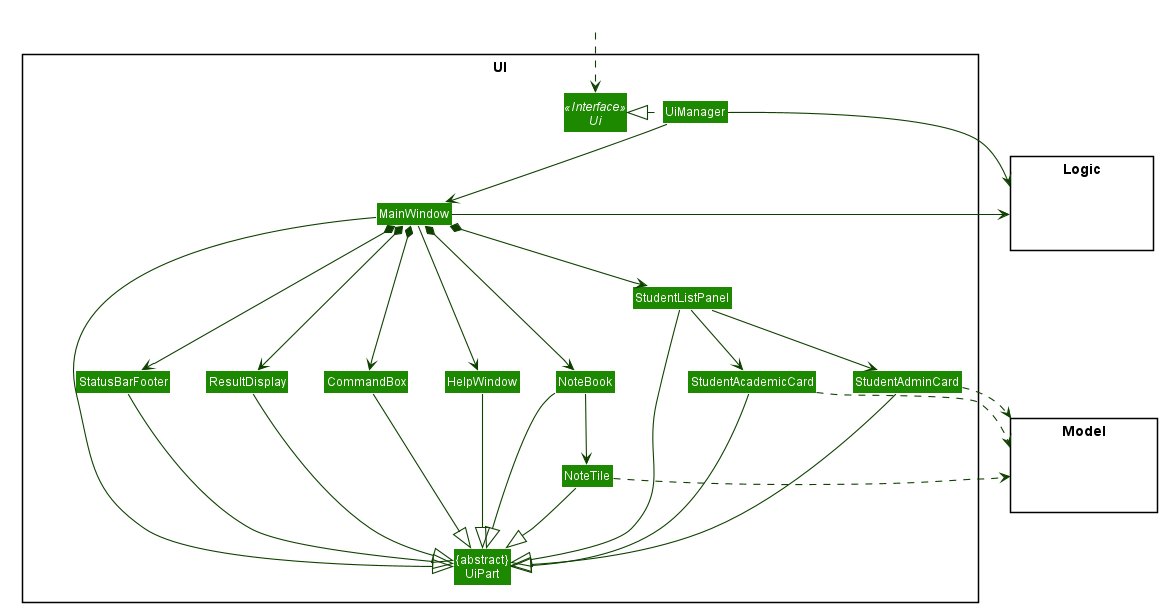 UI
«Interface»
Ui
UiManager
Logic
MainWindow
StudentListPanel
StatusBarFooter
ResultDisplay
CommandBox
HelpWindow
NoteBook
StudentAcademicCard
StudentAdminCard
Model
NoteTile
{abstract}
UiPart